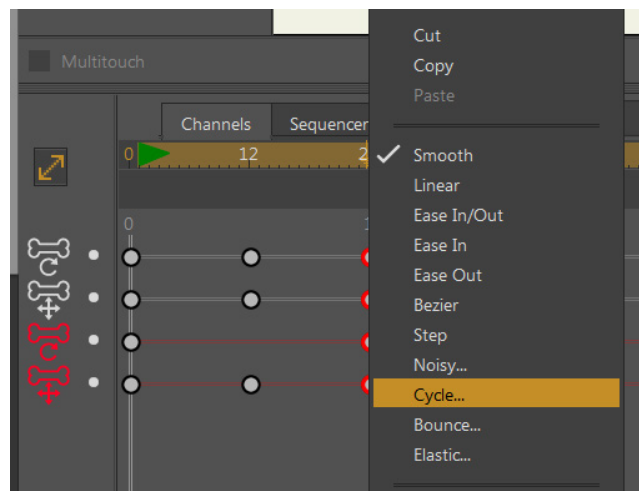 Cut
Copy
Paste
Multitouch
Channels
Sequencer
0
12
2
Smooth
Linear
Ease In/Out
Ease In
Ease Out
Bezier
Step
Noisy...
Cycle...
Bounce...
Elastic...
0
1